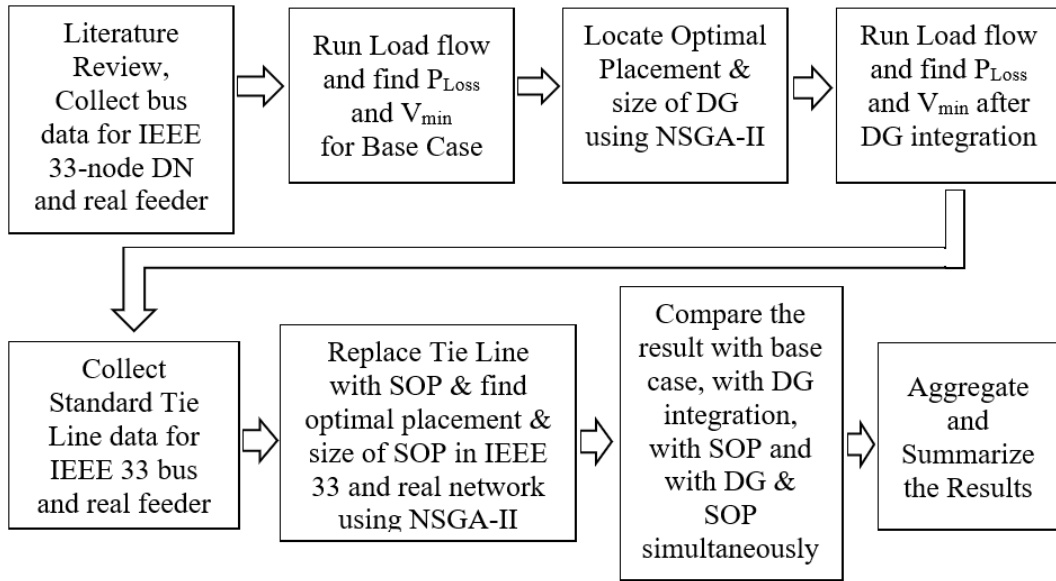 Literature
Review,
Collect bus
data for IEEE
33-node DN
and real feeder
Run Load flow
and find P_Loss
and V_min
for Base Case
Locate Optimal
Placement &
size of DG
using NSGA-II
Run Load flow
and find P_Loss
and V_min after
DG integration
Collect
Standard Tie
Line data for
IEEE 33 bus
and real feeder
Replace Tie Line
with SOP & find
optimal placement &
size of SOP in IEEE
33 and real network
using NSGA-II
Compare the
result with base
case, with DG
integration,
with SOP and
with DG &
SOP
simultaneously
Aggregate
and
Summarize
the Results